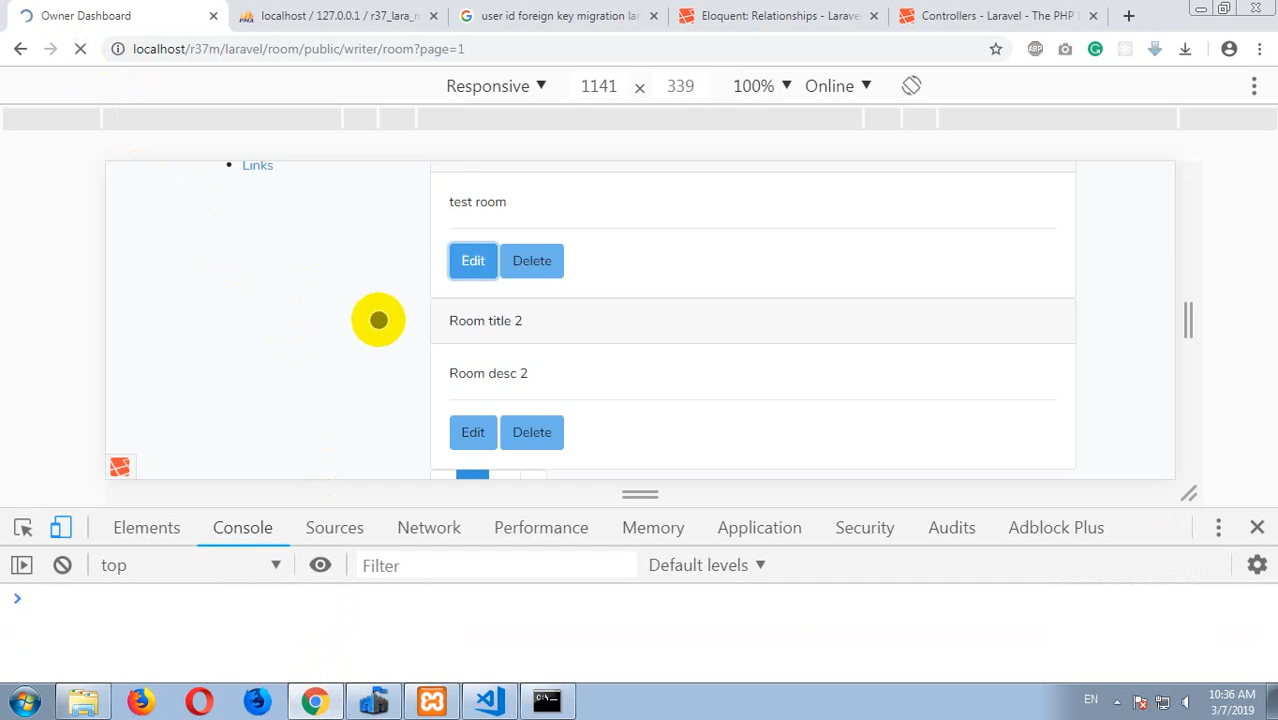 Owner Dashboard
localhost / 127.0.0.1 / r37_lara_n
user id foreign key migration lar
Eloquent: Relationships - Larave
Controllers - Laravel - The PHP
localhost/r37m/laravel/room/public/writer/room?page=1
ABP
Responsive 1141 × 339 100% Online
Links
test room
Edit Delete
Room title 2
Room desc 2
Edit Delete
Elements Console Sources Network Performance Memory Application Security Audits Adblock Plus
top Filter Default levels
EN
10:36 AM
3/7/2019